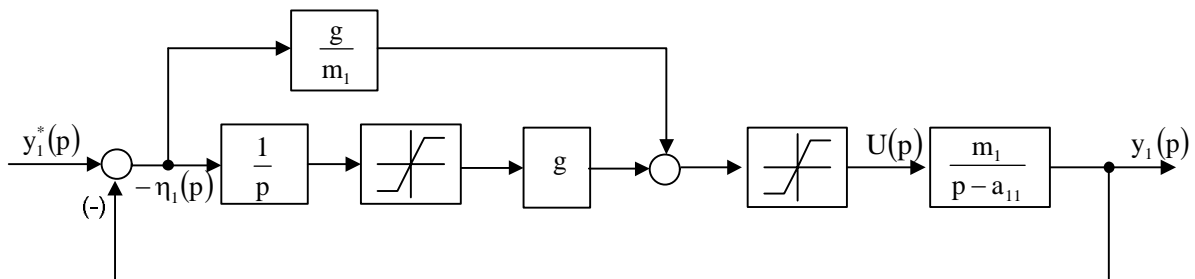 g
m₁
y₁*(p)
(-)
-η₁(p)
1
p
g
U(p)
m₁
p - a₁₁
y₁(p)